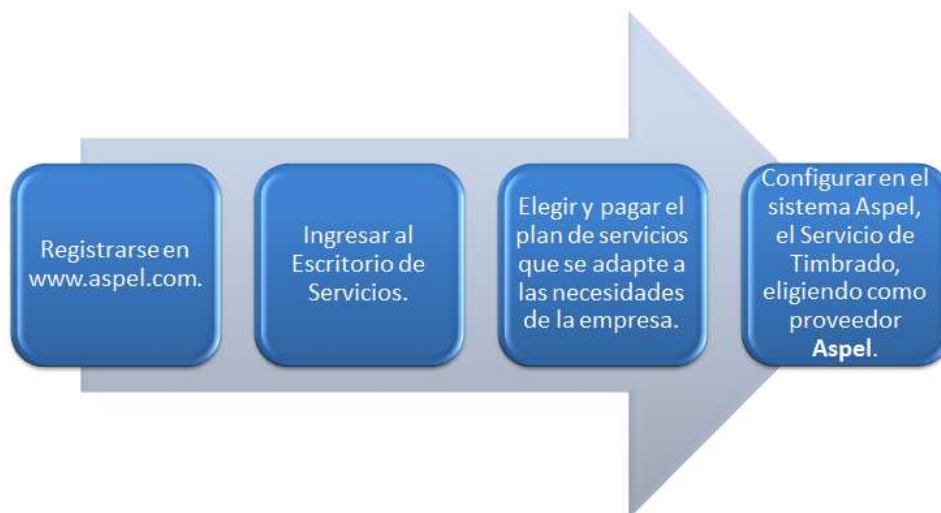 Registrarse en
www.aspel.com.
Ingresar al
Escritorio de
Servicios.
Elegir y pagar el
plan de servicios
que se adapte a
las necesidades
de la empresa.
Configurar en el
sistema Aspel,
el Servicio de
Timbrado,
eligiendo como
proveedor
Aspel.